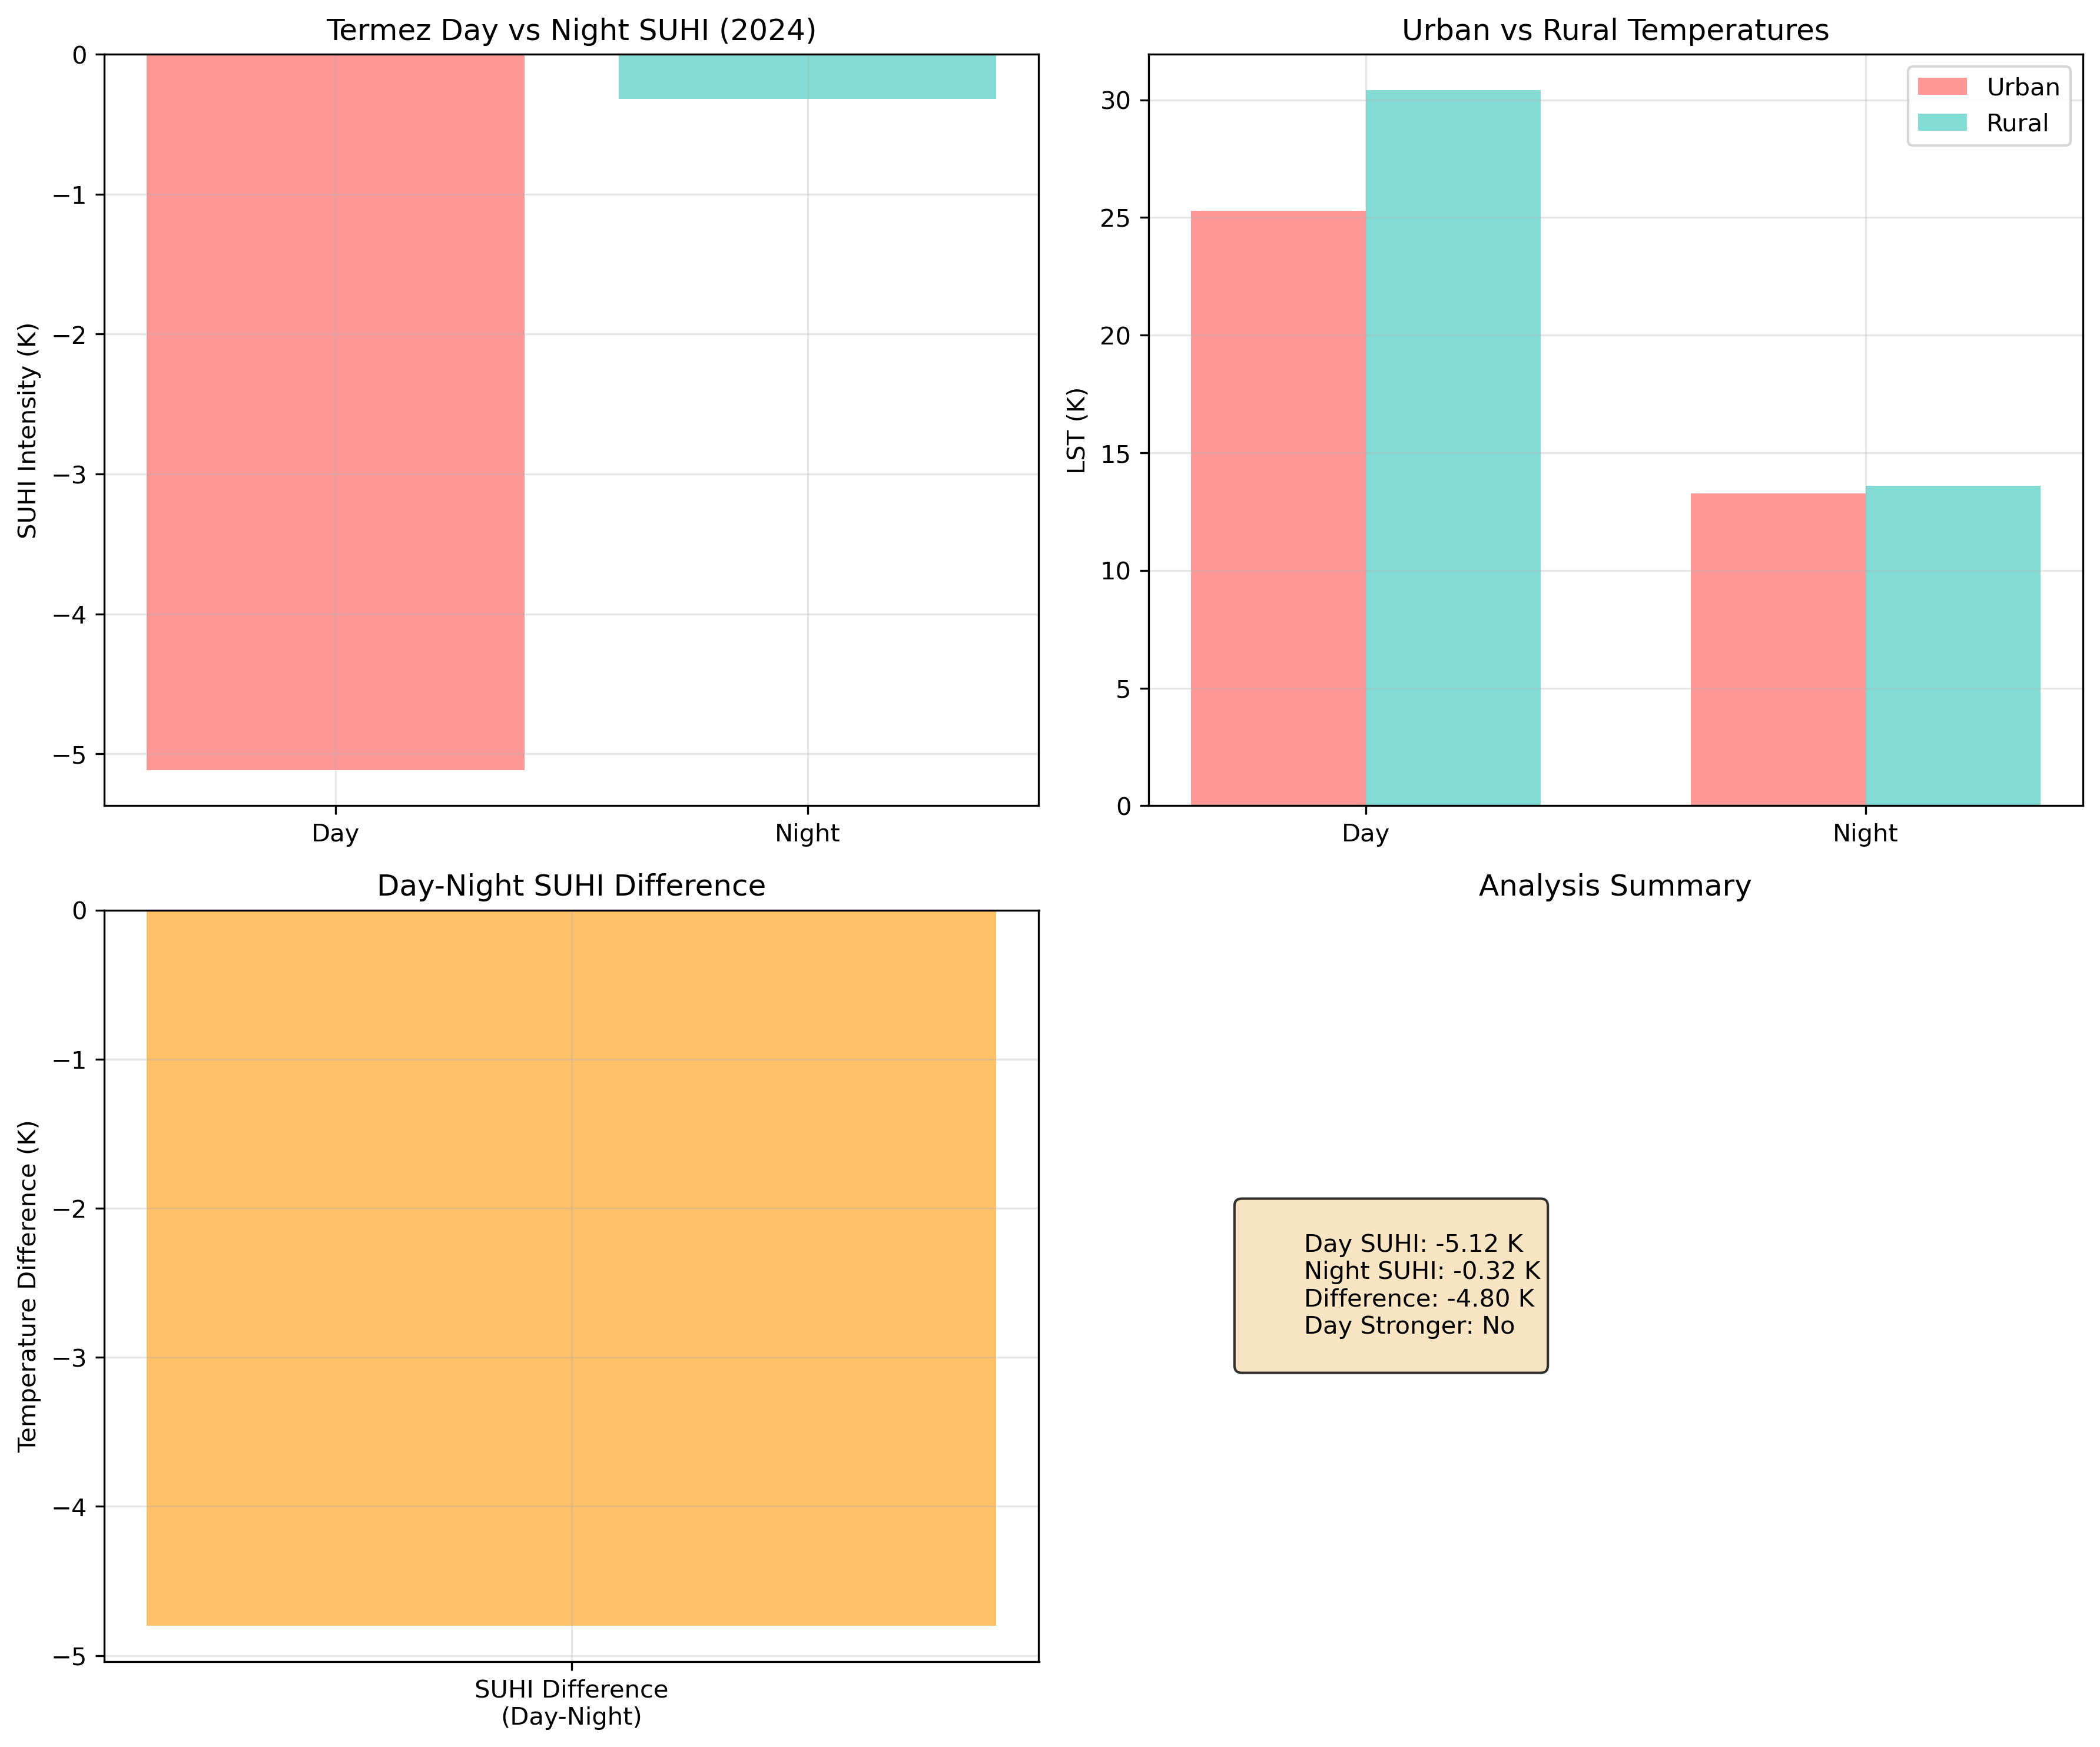 Termez Day vs Night SUHI (2024)
SUHI Intensity (K)
0
−1
−2
−3
−4
−5
Day
Night
Urban vs Rural Temperatures
LST (K)
30
25
20
15
10
5
0
Urban
Rural
Day
Night
Day-Night SUHI Difference
Temperature Difference (K)
0
−1
−2
−3
−4
−5
SUHI Difference
(Day-Night)
Analysis Summary
Day SUHI: -5.12 K
Night SUHI: -0.32 K
Difference: -4.80 K
Day Stronger: No